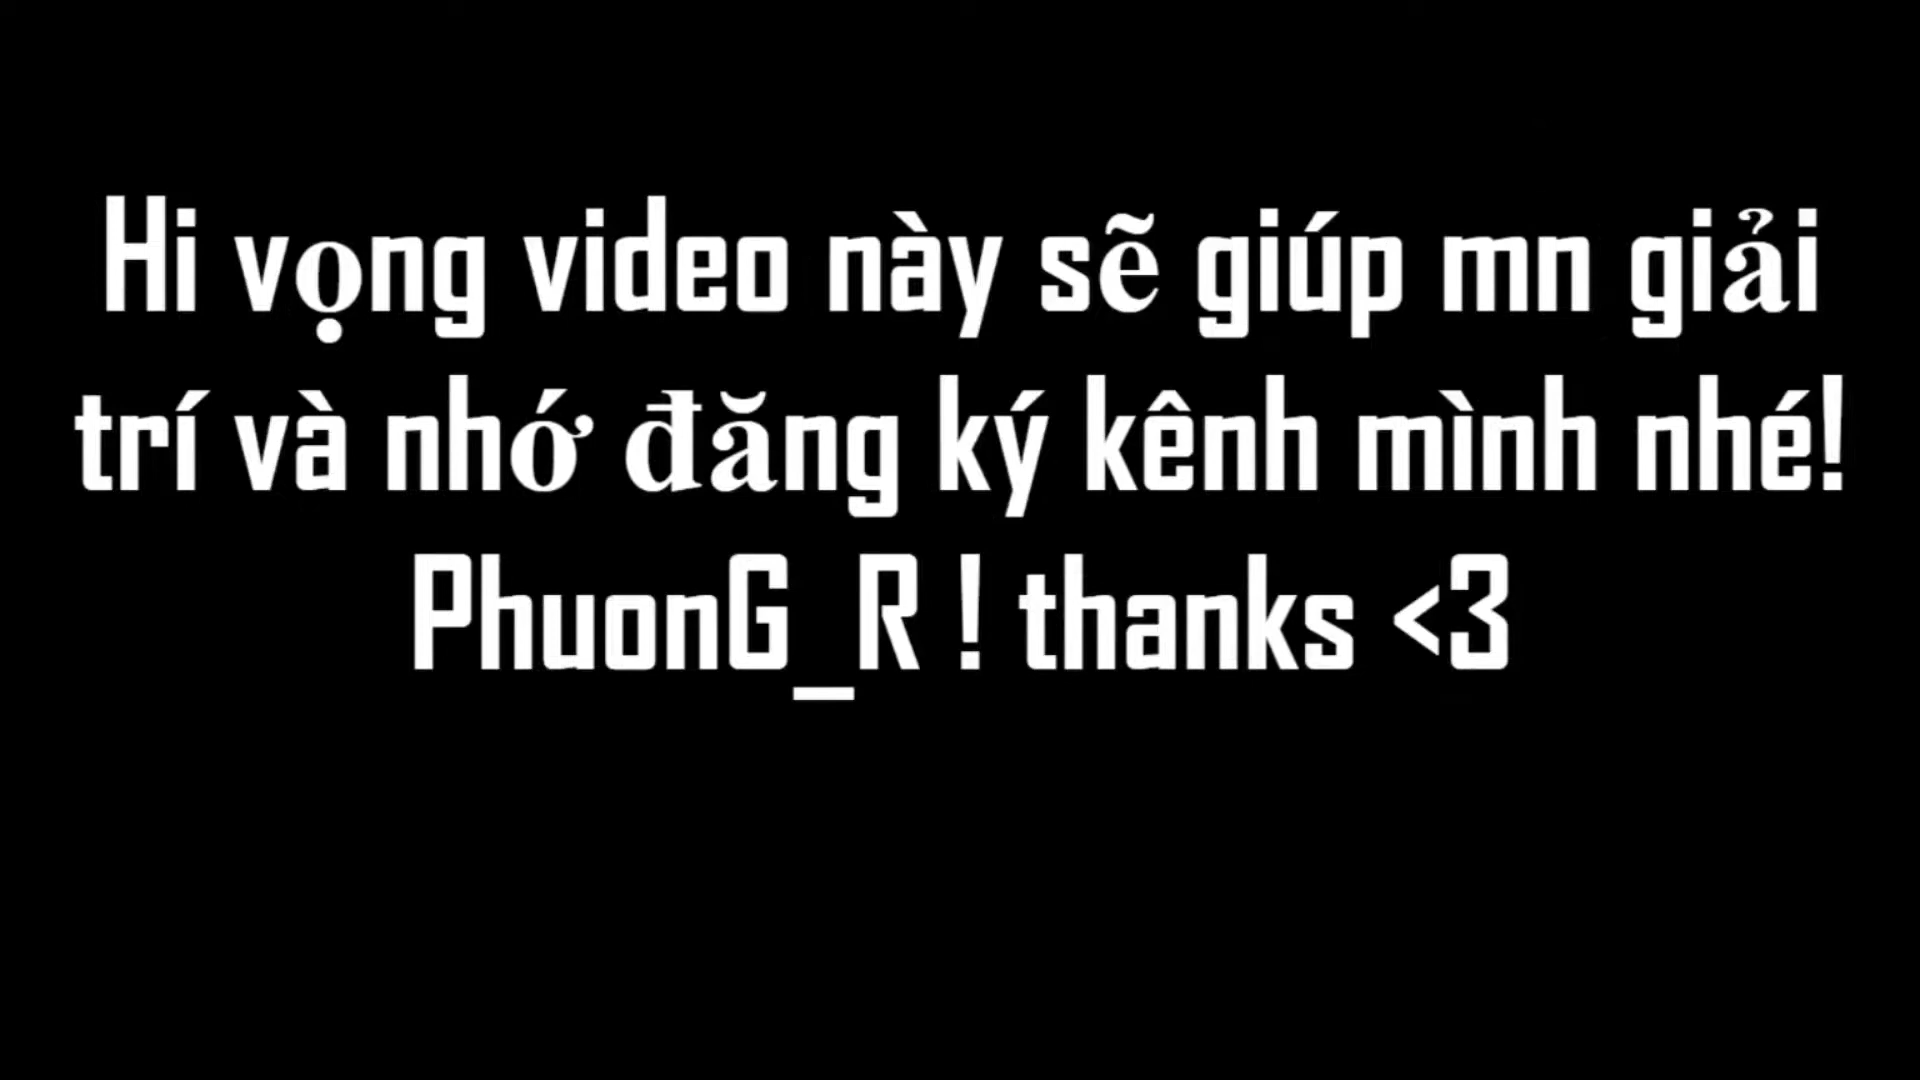 Hi vọng video này sẽ giúp mn giải
trí và nhớ đăng ký kênh mình nhé!
PhuonG_R ! thanks <3